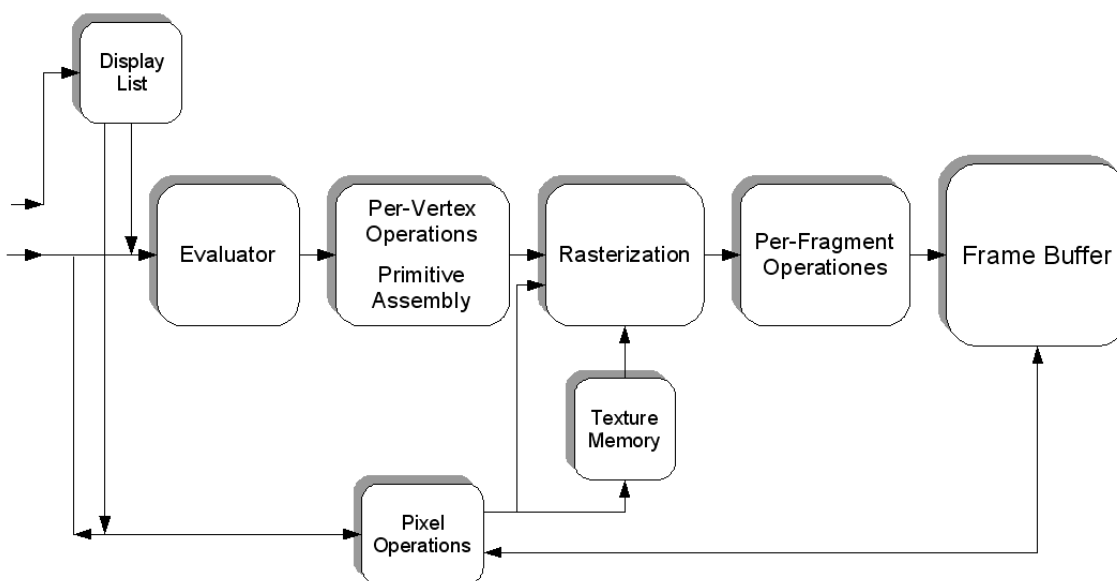 Display
List
Evaluator
Per-Vertex
Operations
Primitive
Assembly
Rasterization
Per-Fragment
Operationes
Frame Buffer
Texture
Memory
Pixel
Operations